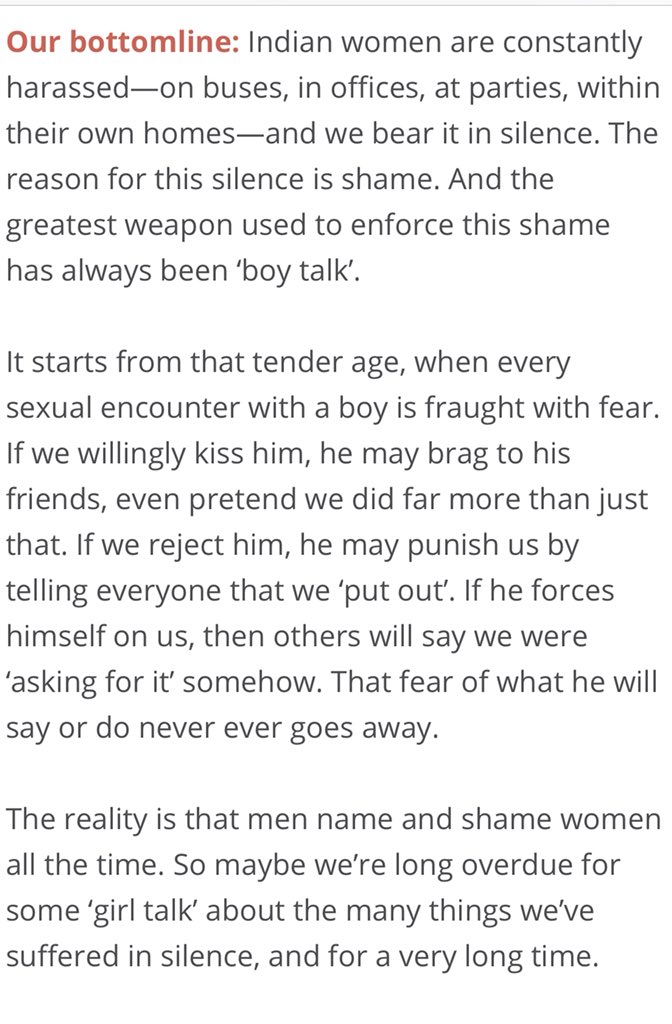 Our bottomline: Indian women are constantly
harassed—on buses, in offices, at parties, within
their own homes—and we bear it in silence. The
reason for this silence is shame. And the
greatest weapon used to enforce this shame
has always been ‘boy talk’.
It starts from that tender age, when every
sexual encounter with a boy is fraught with fear.
If we willingly kiss him, he may brag to his
friends, even pretend we did far more than just
that. If we reject him, he may punish us by
telling everyone that we ‘put out’. If he forces
himself on us, then others will say we were
‘asking for it’ somehow. That fear of what he will
say or do never ever goes away.
The reality is that men name and shame women
all the time. So maybe we’re long overdue for
some ‘girl talk’ about the many things we’ve
suffered in silence, and for a very long time.